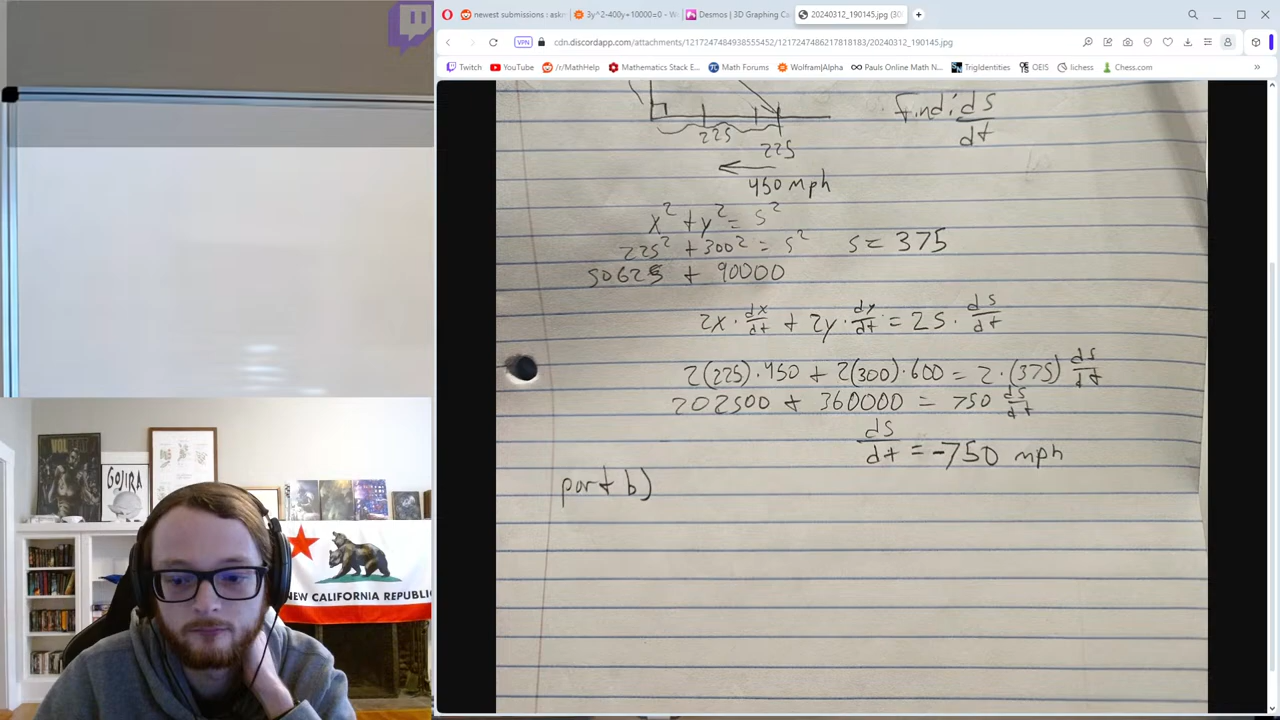 newest submissions : askr
3y^2-400y+10000=0 - W
Desmos | 3D Graphing Ca
20240312_190145.jpg (30
VPN
cdn.discordapp.com/attachments/1217247484938555452/1217247486217818183/20240312_190145.jpg
Twitch
YouTube
/r/MathHelp
Mathematics Stack E...
Math Forums
Wolfram|Alpha
Pauls Online Math N...
TrigIdentities
OEIS
lichess
Chess.com
Find: ds/dt
225
225
450 mph
x² + y² = s²
225² + 300² = s² s = 375
50625 + 90000
2x · dx/dt + 2y · dy/dt = 2s · ds/dt
2(225)·450 + 2(300)·600 = 2·(375) ds/dt
202500 + 360000 = 750 ds/dt
ds/dt = -750 mph
part b)
VOL
GOJIRA
NEW CALIFORNIA REPUBLI